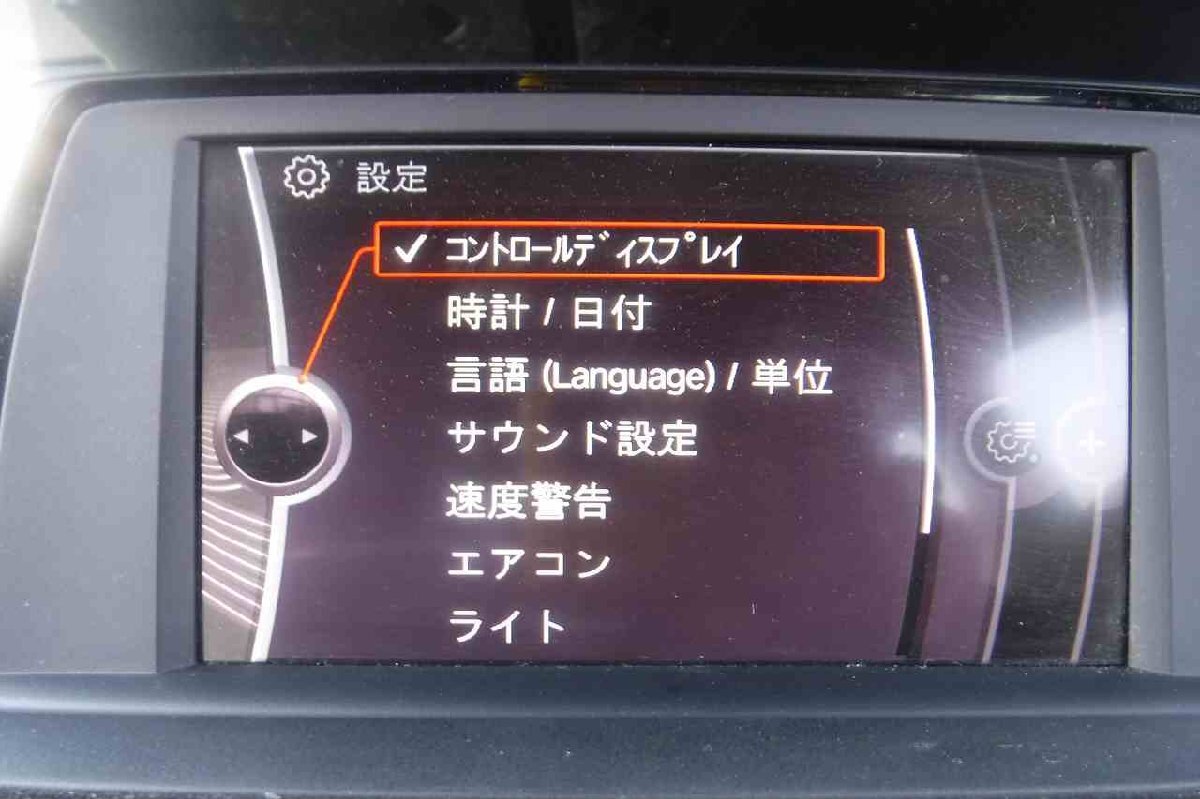 設定
コントロールディスプレイ
時計 / 日付
言語 (Language) / 単位
サウンド設定
速度警告
エアコン
ライト